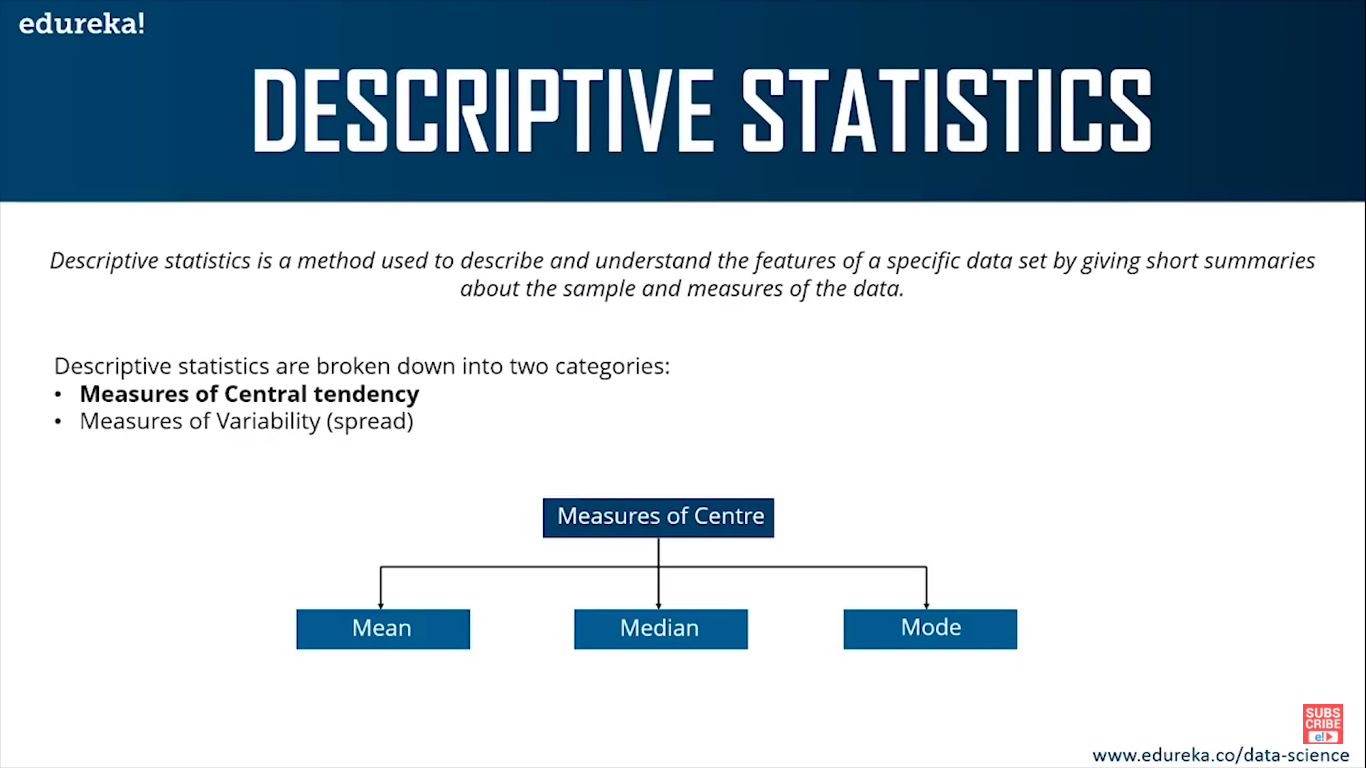 edureka!
DESCRIPTIVE STATISTICS
Descriptive statistics is a method used to describe and understand the features of a specific data set by giving short summaries
about the sample and measures of the data.
Descriptive statistics are broken down into two categories:
• Measures of Central tendency
• Measures of Variability (spread)
Measures of Centre
Mean
Median
Mode
SUBS
CRIBE
e!
www.edureka.co/data-science